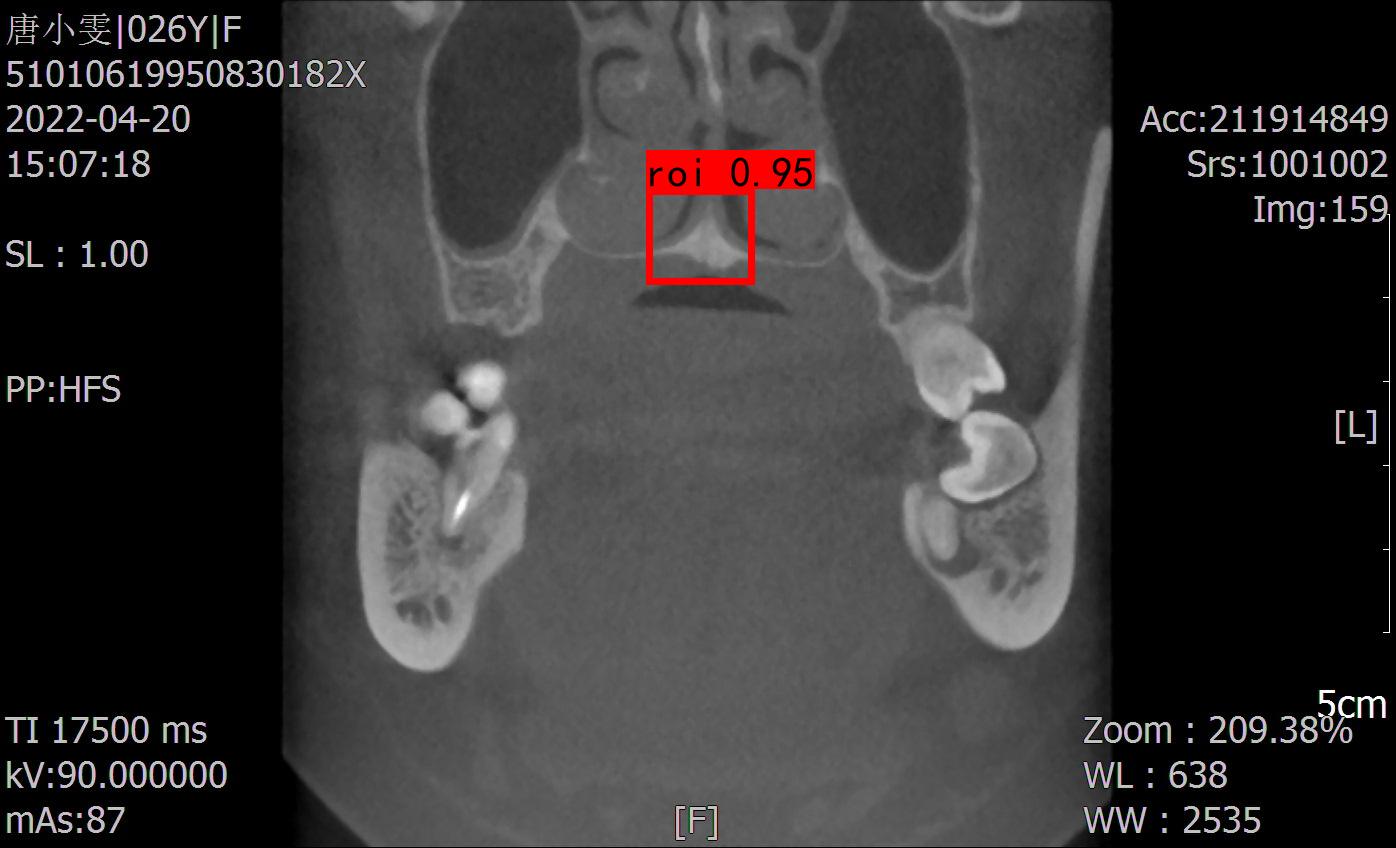 唐小雯|026Y|F
51010619950830182X
2022-04-20
15:07:18
SL : 1.00
PP:HFS
Acc:211914849
Srs:1001002
Img:159
roi 0.95
[L]
5cm
TI 17500 ms
kV:90.000000
mAs:87
[F]
Zoom : 209.38%
WL : 638
WW : 2535